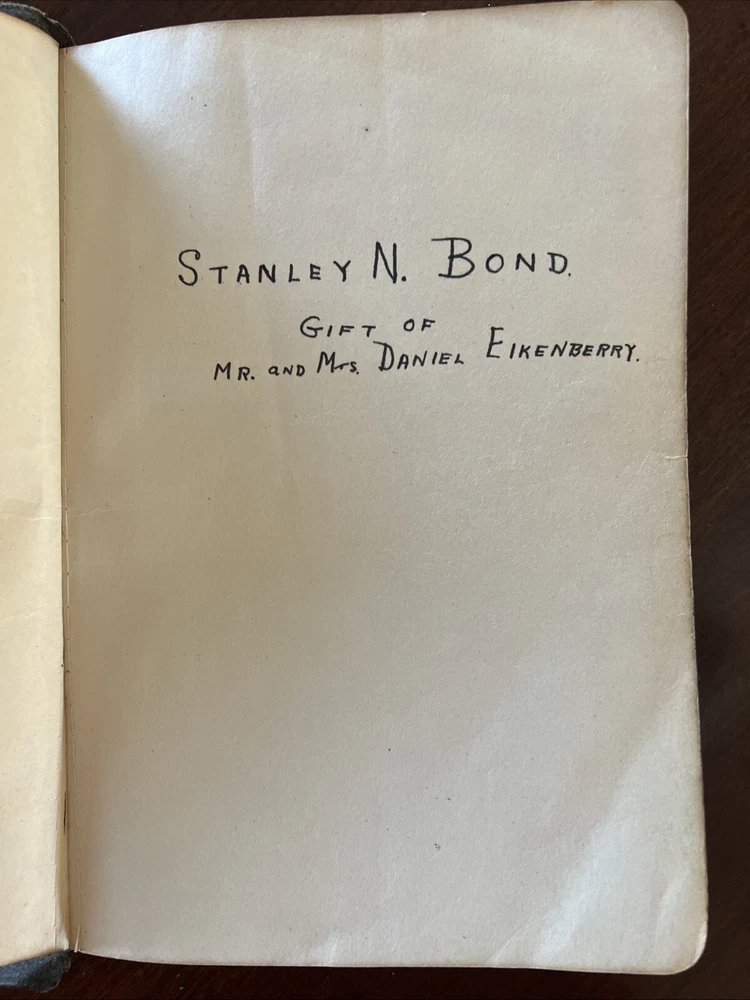 STANLEY N. BOND.
GIFT OF
MR. and Mrs. DANIEL EIKENBERRY.